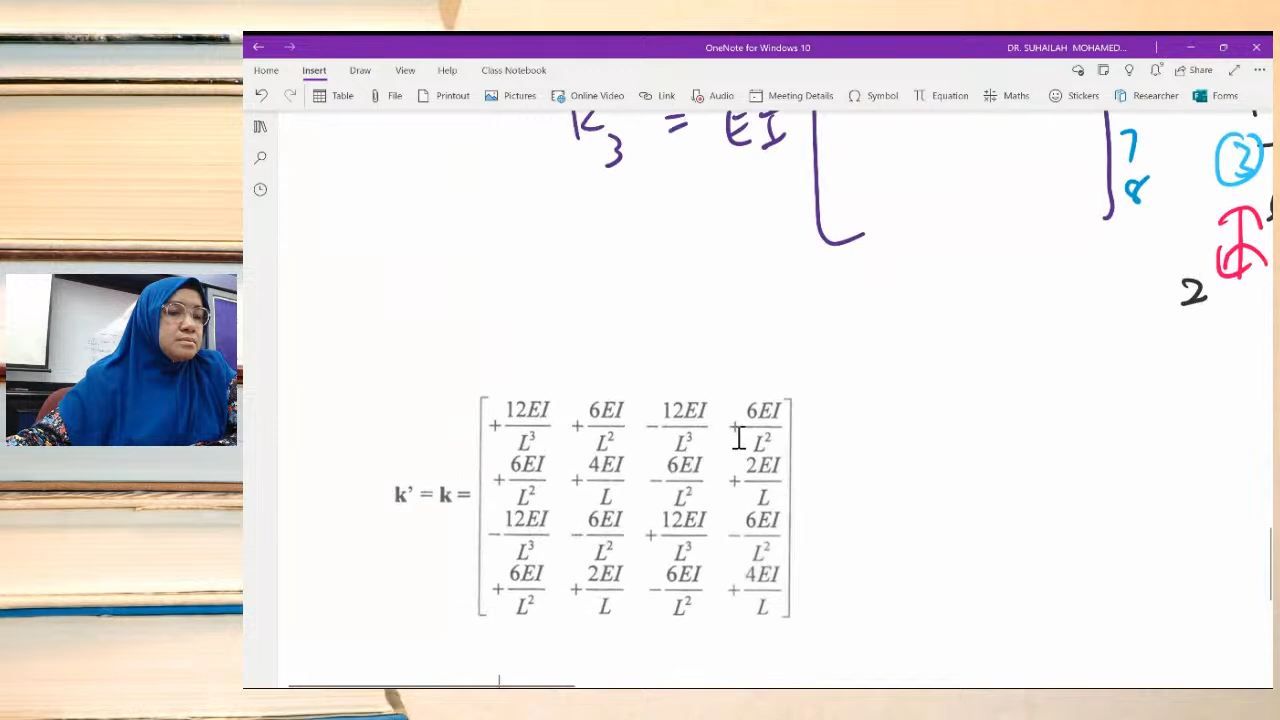 OneNote for Windows 10
DR. SUHAILAH MOHAMED...
Home Insert Draw View Help Class Notebook
Share
Table File Printout Pictures Online Video Link Audio Meeting Details Symbol Equation Maths Stickers Researcher Forms
K3 = EI
7
8
3
2
k' = k =
+12EI/L³ +6EI/L² −12EI/L³ +6EI/L²
+6EI/L² +4EI/L −6EI/L² +2EI/L
−12EI/L³ −6EI/L² +12EI/L³ −6EI/L²
+6EI/L² +2EI/L −6EI/L² +4EI/L